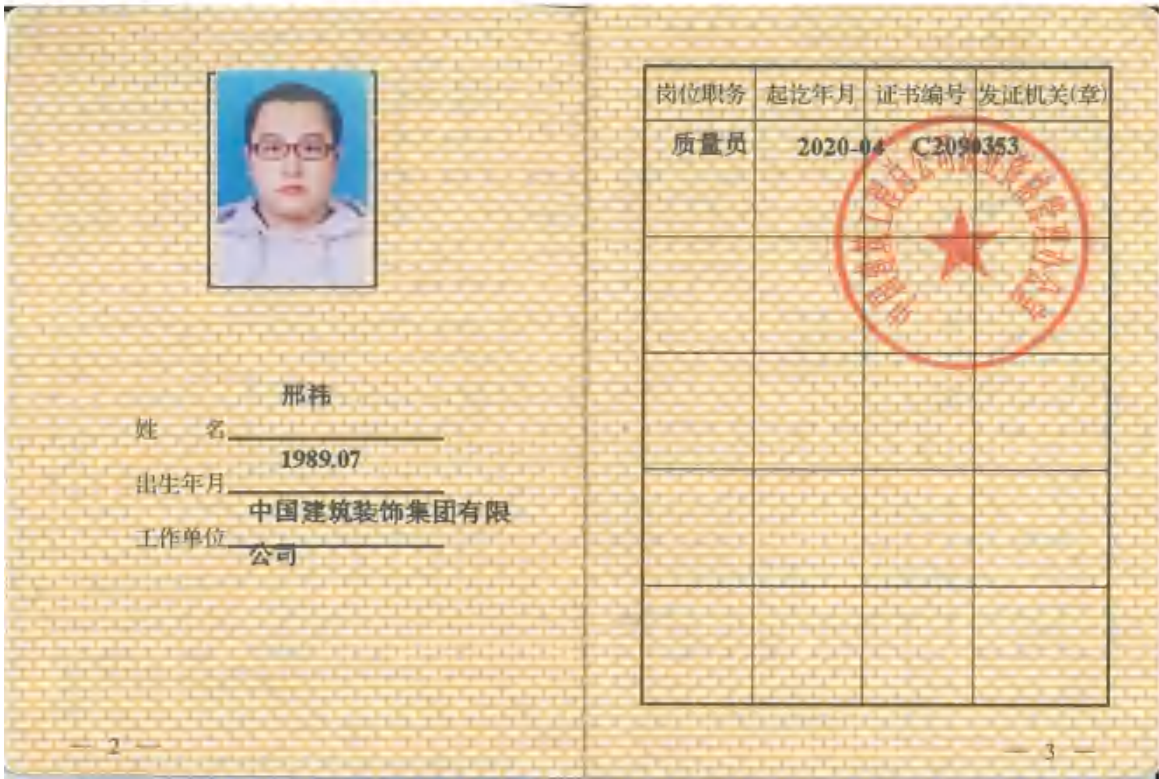 邢祎
姓 名
1989.07
出生年月
中国建筑装饰集团有限
工作单位
公司
— 2 —
岗位职务 起讫年月 证书编号 发证机关(章)
质量员 2020-04 C2090353
— 3 —